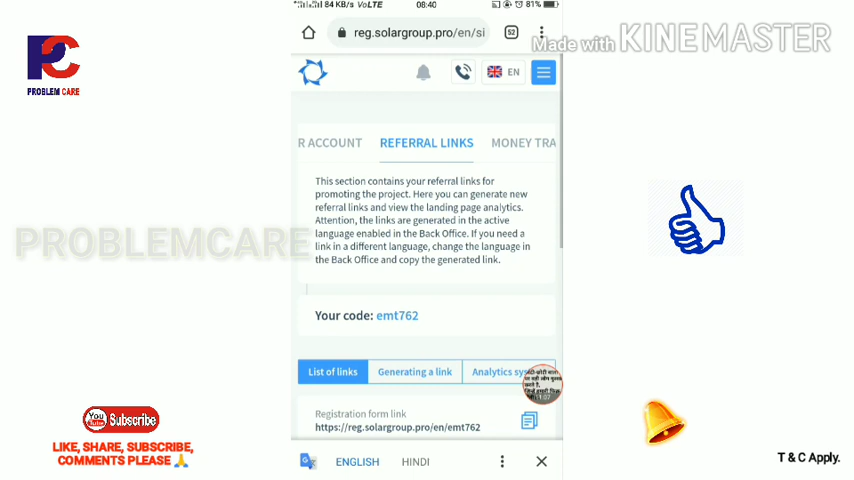 84 KB/s VoLTE 08:40 81%
reg.solargroup.pro/en/si 52
Made with KINEMASTER
PC
PROBLEM CARE
EN
R ACCOUNT REFERRAL LINKS MONEY TRA
This section contains your referral links for
promoting the project. Here you can generate new
referral links and view the landing page analytics.
Attention, the links are generated in the active
language enabled in the Back Office. If you need a
link in a different language, change the language in
the Back Office and copy the generated link.
PROBLEMCARE
Your code: emt762
List of links Generating a link Analytics sys
1:07
Registration form link
https://reg.solargroup.pro/en/emt762
You Tube Subscribe
LIKE, SHARE, SUBSCRIBE,
COMMENTS PLEASE 🙏
ENGLISH HINDI
T & C Apply.